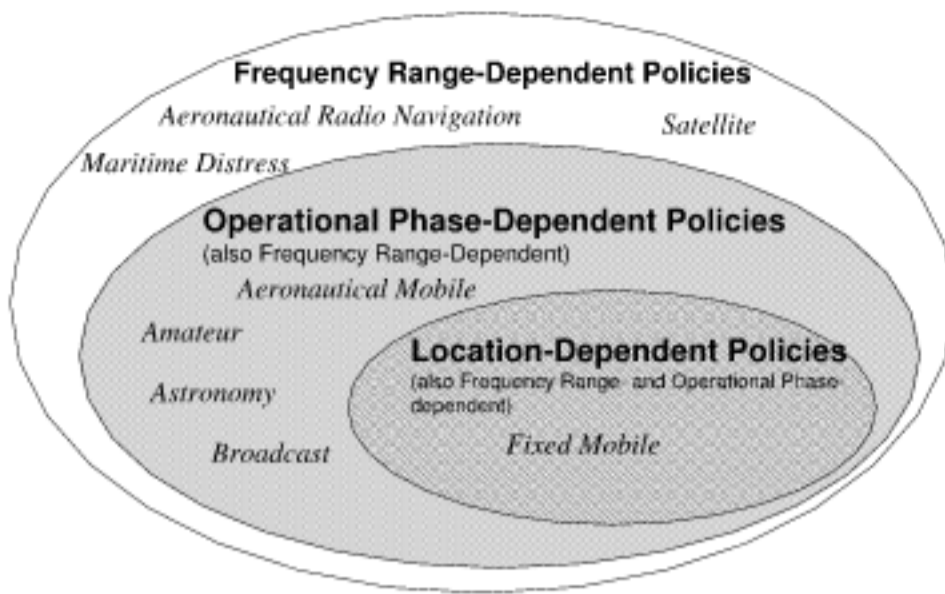 Frequency Range-Dependent Policies
Aeronautical Radio Navigation
Satellite
Maritime Distress
Operational Phase-Dependent Policies
(also Frequency Range-Dependent)
Aeronautical Mobile
Amateur
Location-Dependent Policies
(also Frequency Range- and Operational Phase-
dependent)
Astronomy
Fixed Mobile
Broadcast